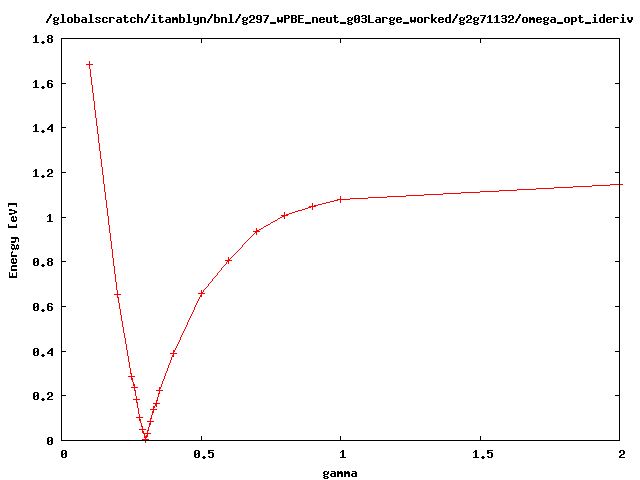 /globalscratch/itamblyn/bnl/g297_wPBE_neut_g03Large_worked/g2g71132/omega_opt_ideriv
1.8
1.6
1.4
1.2
1
0.8
0.6
0.4
0.2
0
Energy [eV]
0 0.5 1 1.5 2
gamma